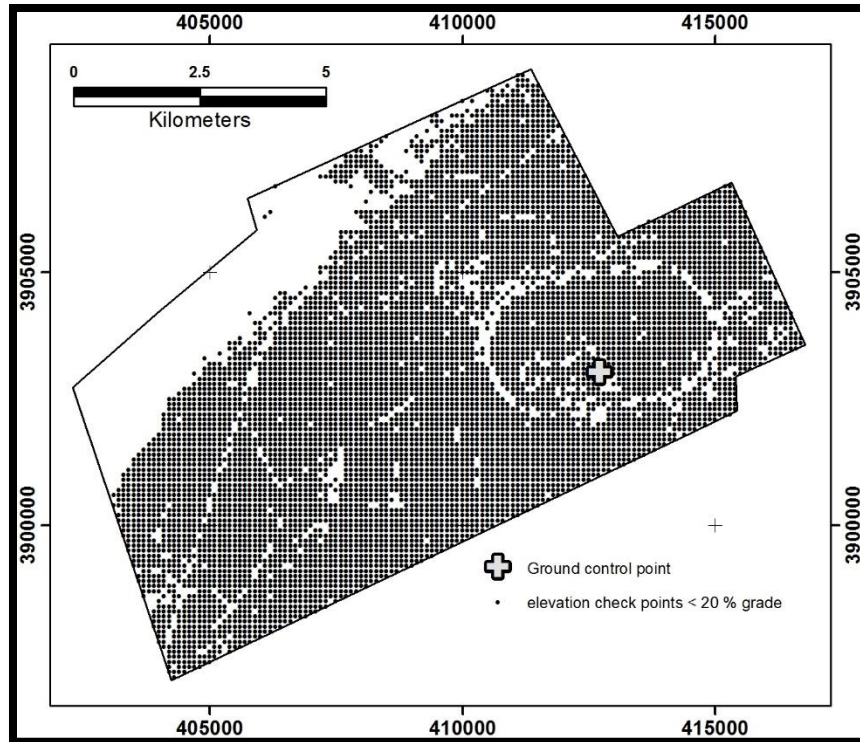 405000 410000 415000
0 2.5 5
Kilometers
3905000 3905000
3900000 3900000
Ground control point
elevation check points < 20 % grade
405000 410000 415000